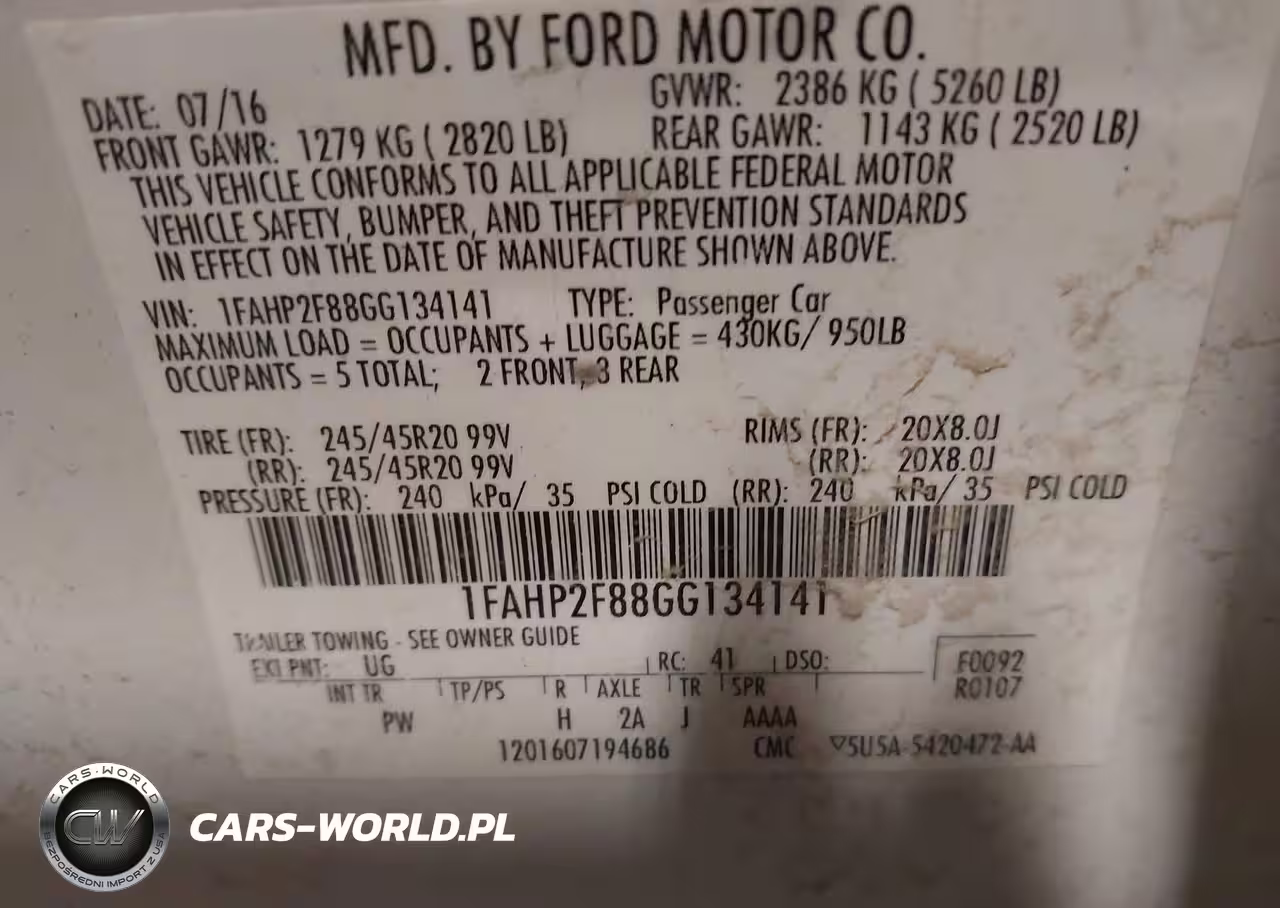 MFD. BY FORD MOTOR CO.
DATE: 07/16 GVWR: 2386 KG ( 5260 LB)
FRONT GAWR: 1279 KG ( 2820 LB) REAR GAWR: 1143 KG ( 2520 LB)
THIS VEHICLE CONFORMS TO ALL APPLICABLE FEDERAL MOTOR
VEHICLE SAFETY, BUMPER, AND THEFT PREVENTION STANDARDS
IN EFFECT ON THE DATE OF MANUFACTURE SHOWN ABOVE.
VIN: 1FAHP2F88GG134141 TYPE: Passenger Car
MAXIMUM LOAD = OCCUPANTS + LUGGAGE = 430KG/ 950LB
OCCUPANTS = 5 TOTAL; 2 FRONT, 3 REAR
TIRE (FR): 245/45R20 99V RIMS (FR): 20X8.0J
(RR): 245/45R20 99V (RR): 20X8.0J
PRESSURE (FR): 240 kPa/ 35 PSI COLD (RR): 240 kPa/ 35 PSI COLD
1FAHP2F88GG134141
TRAILER TOWING - SEE OWNER GUIDE
EXT PNT: UG RC: 41 DSO: F0092
INT TR TP/PS R AXLE TR SPR R0107
PW H 2A J AAAA
1201607194686 CMC ▽5U5A-5420472-AA
CARS-WORLD
CW
BEZPOŚREDNI IMPORT Z USA
CARS-WORLD.PL